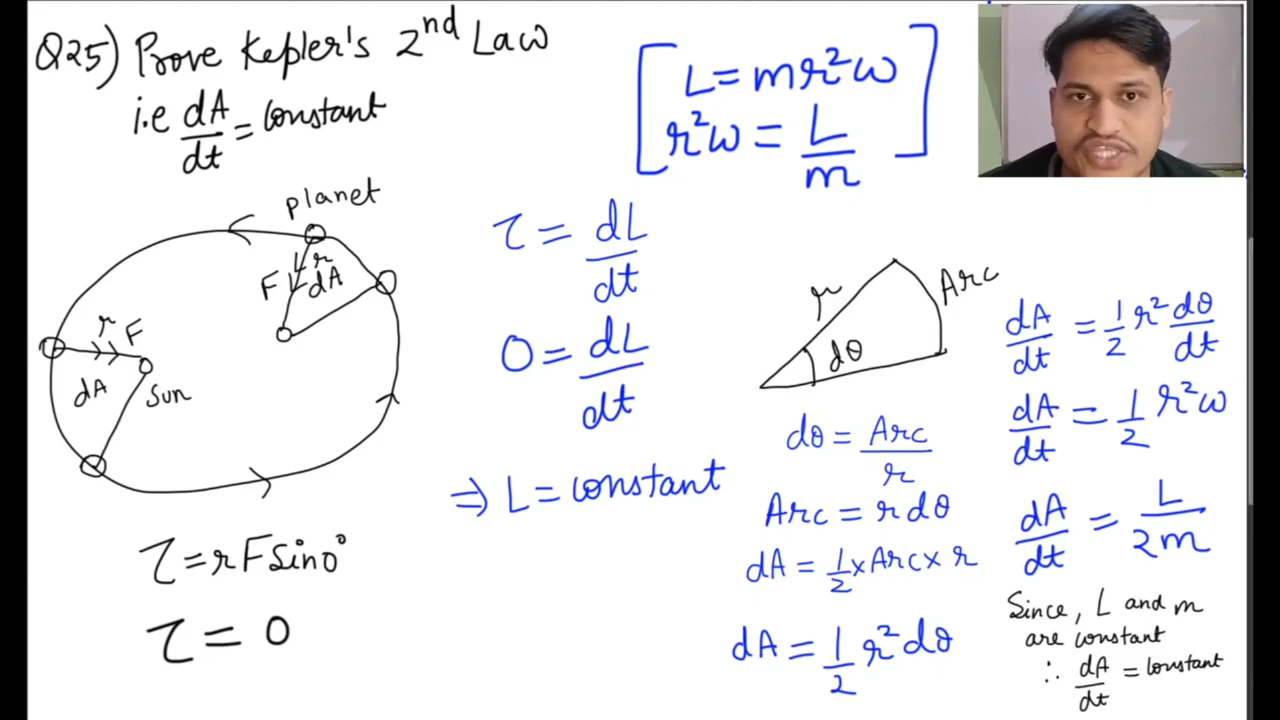 Q25) Prove Kepler's 2nd Law
i.e dA/dt = constant
[L = mr²ω
r²ω = L/m]
planet
r
F
dA
r
F
dA
Sun
τ = rFsin0°
τ = 0
τ = dL/dt
0 = dL/dt
⇒ L = constant
r
Arc
dθ
dθ = Arc/r
Arc = r dθ
dA = 1/2 × Arc × r
dA = 1/2 r² dθ
dA/dt = 1/2 r² dθ/dt
dA/dt = 1/2 r²ω
dA/dt = L/2m
Since, L and m
are constant
∴ dA/dt = constant